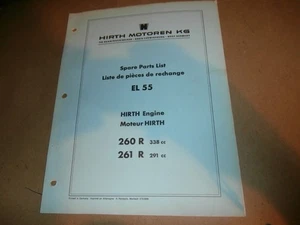 HIRTH MOTOREN KG
Spare Parts List
Liste de pièces de rechange
EL 55
HIRTH Engine
Moteur HIRTH
260 R 338 cc
261 R 291 cc